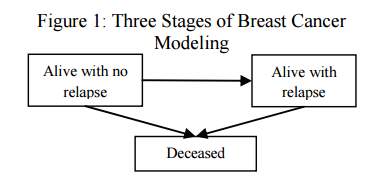 Figure 1: Three Stages of Breast Cancer
Modeling
Alive with no
relapse
Alive with
relapse
Deceased